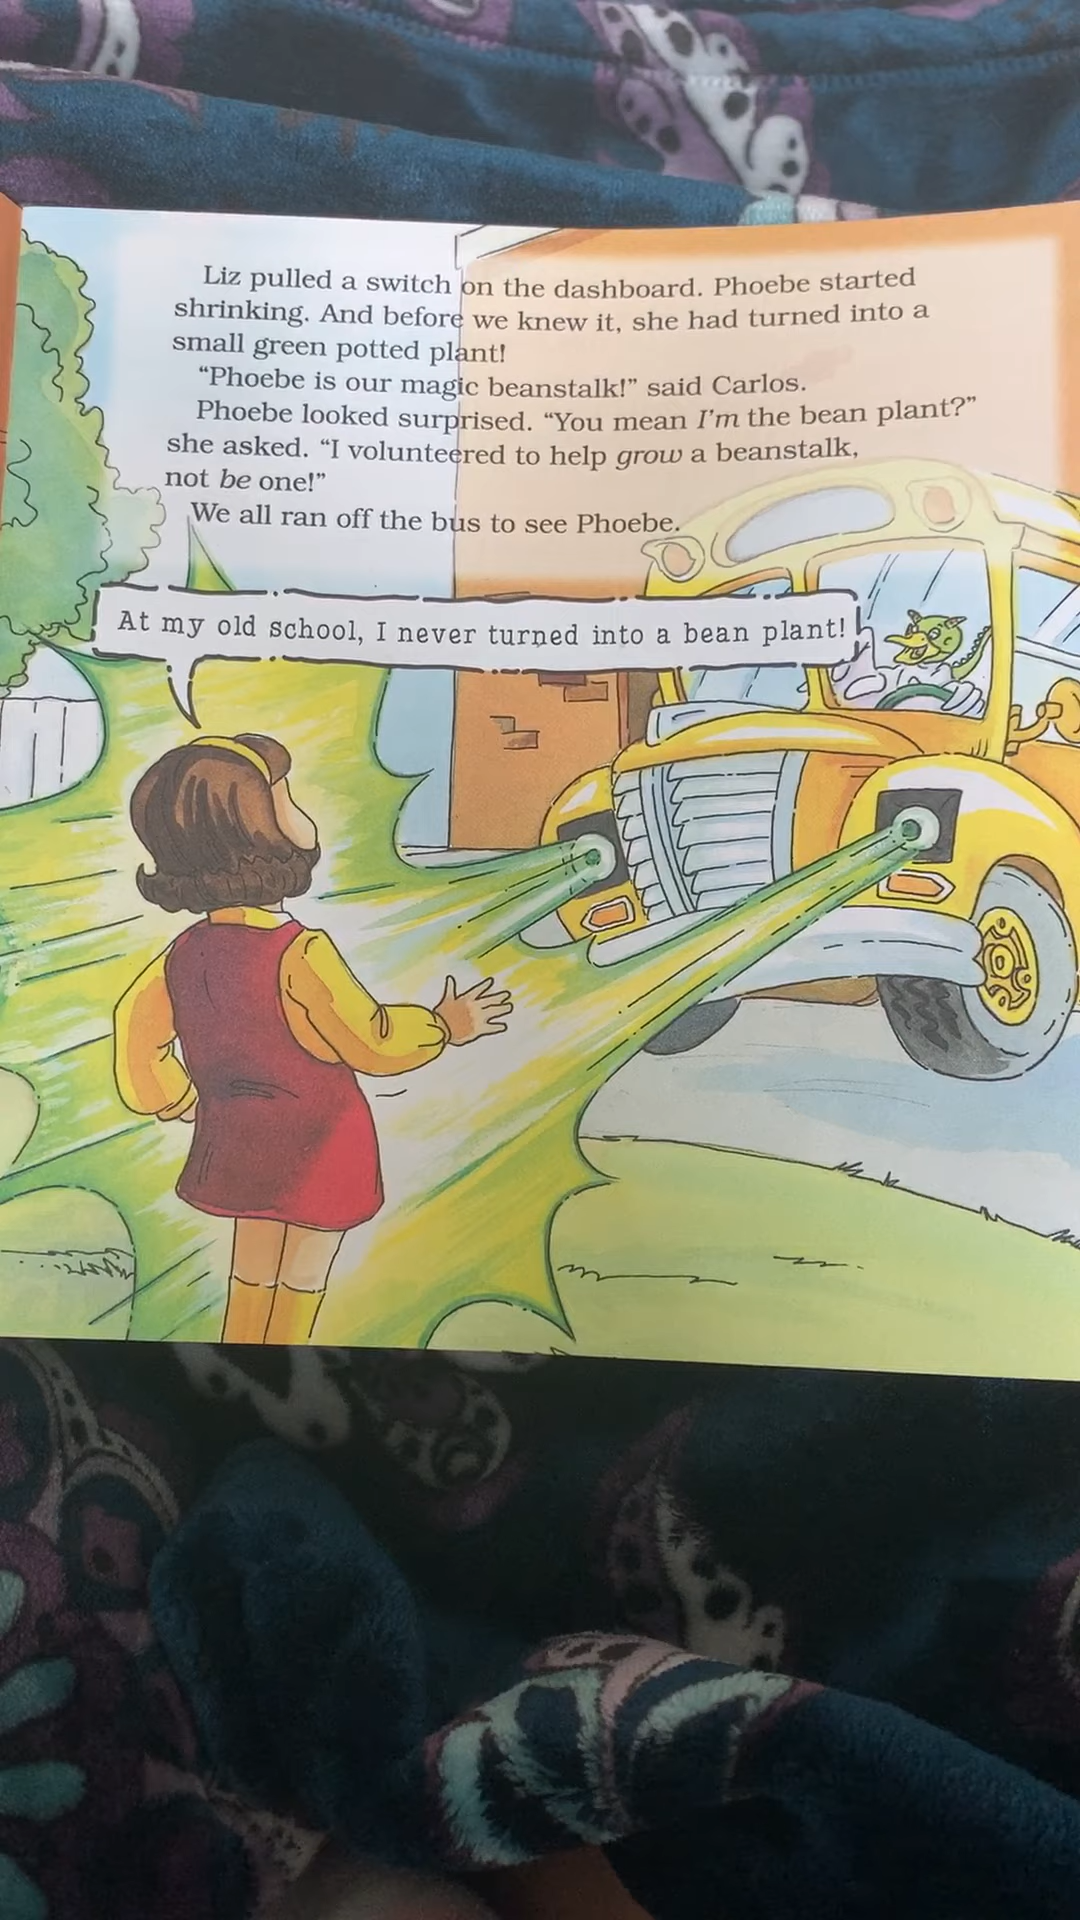 Liz pulled a switch on the dashboard. Phoebe started
shrinking. And before we knew it, she had turned into a
small green potted plant!
“Phoebe is our magic beanstalk!” said Carlos.
Phoebe looked surprised. “You mean I’m the bean plant?”
she asked. “I volunteered to help grow a beanstalk,
not be one!”
We all ran off the bus to see Phoebe.
At my old school, I never turned into a bean plant!